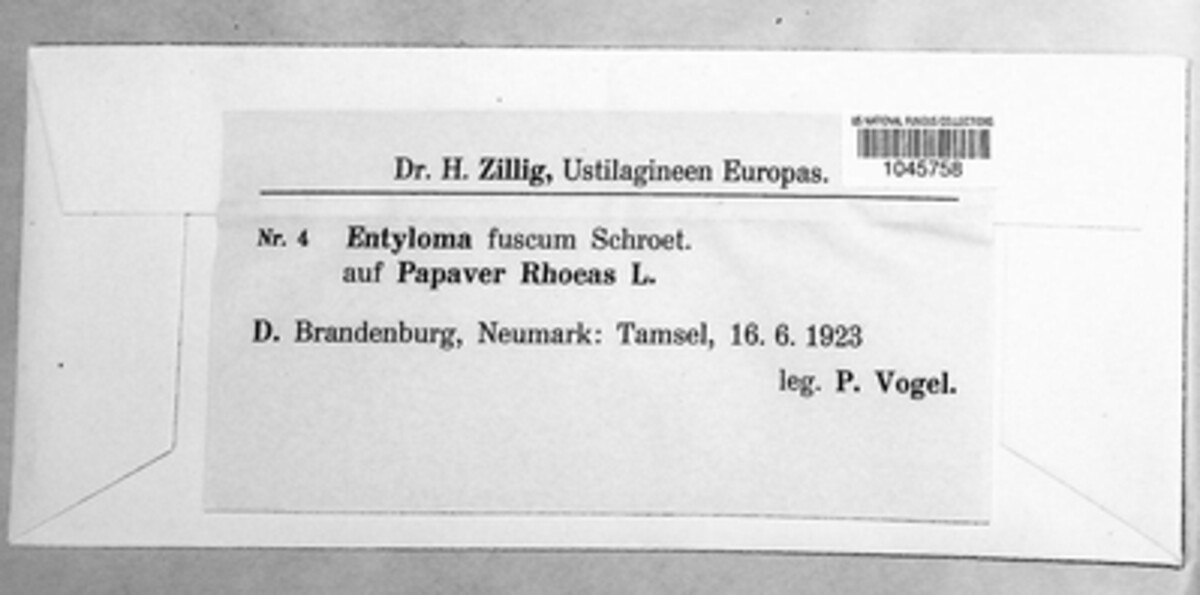 US NATIONAL FUNGUS COLLECTIONS
1045758
Dr. H. Zillig, Ustilagineen Europas.
Nr. 4 Entyloma fuscum Schroet.
auf Papaver Rhoeas L.
D. Brandenburg, Neumark: Tamsel, 16. 6. 1923
leg. P. Vogel.